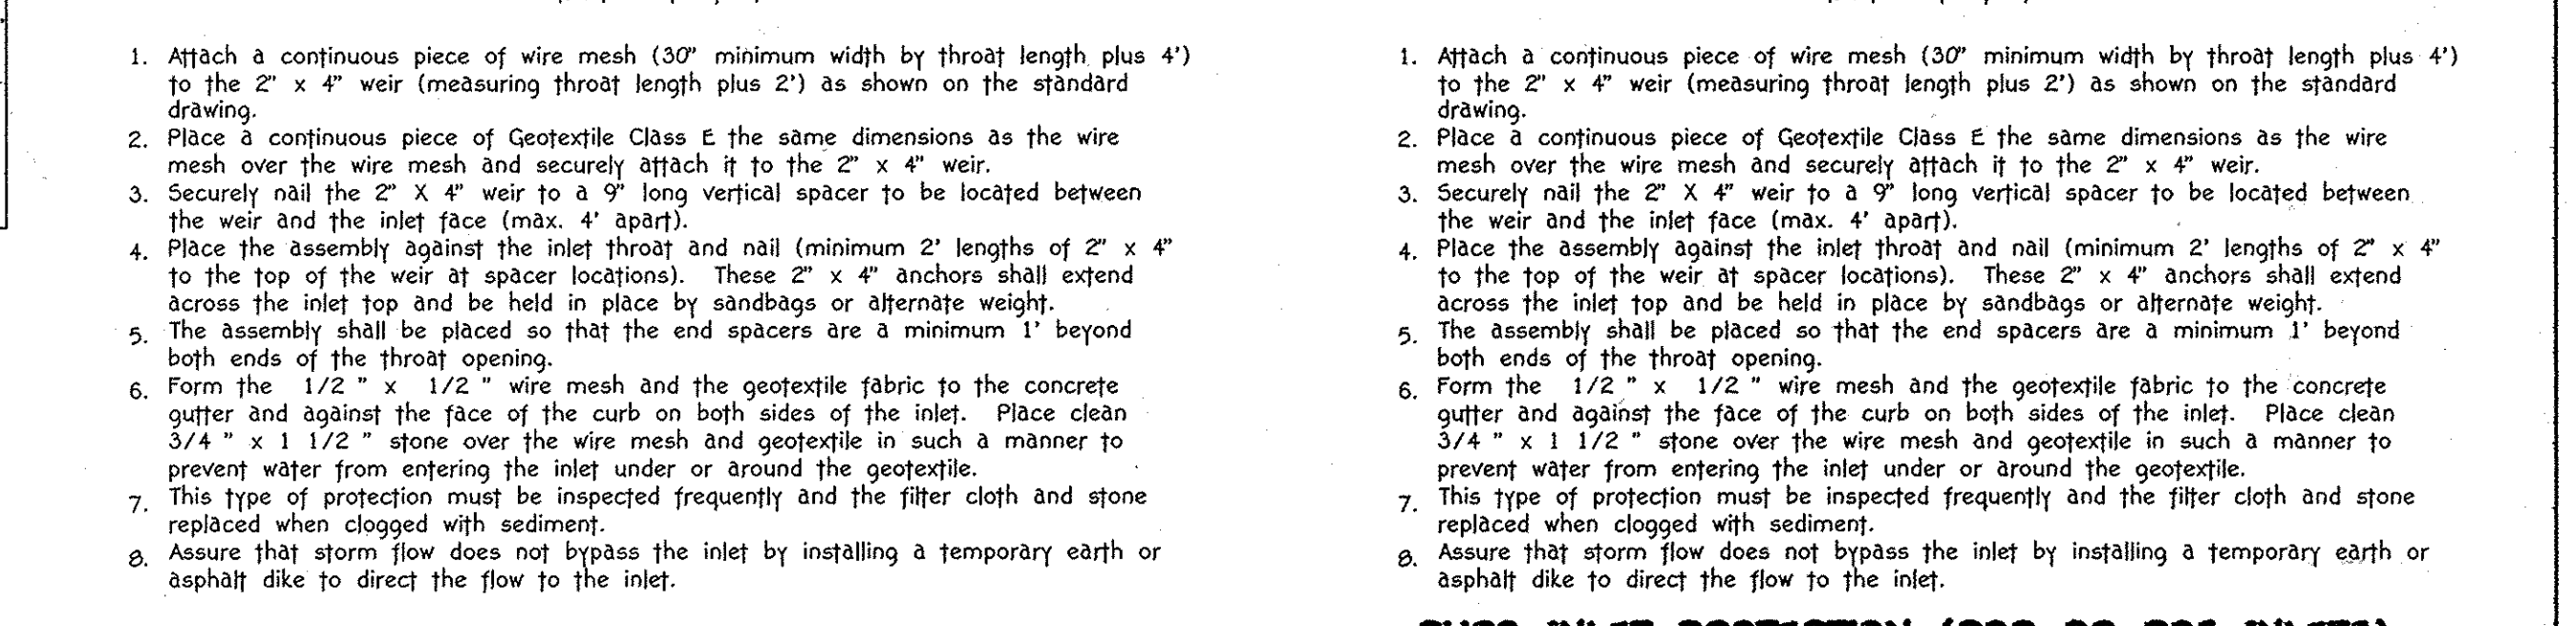 1. Attach a continuous piece of wire mesh (30" minimum width by throat length plus 4')
to the 2" x 4" weir (measuring throat length plus 2') as shown on the standard
drawing.
2. Place a continuous piece of Geotextile Class E the same dimensions as the wire
mesh over the wire mesh and securely attach it to the 2" x 4" weir.
3. Securely nail the 2" X 4" weir to a 9" long vertical spacer to be located between
the weir and the inlet face (max. 4' apart).
4. Place the assembly against the inlet throat and nail (minimum 2' lengths of 2" x 4"
to the top of the weir at spacer locations). These 2" x 4" anchors shall extend
across the inlet top and be held in place by sandbags or alternate weight.
5. The assembly shall be placed so that the end spacers are a minimum 1' beyond
both ends of the throat opening.
6. Form the 1/2 " x 1/2 " wire mesh and the geotextile fabric to the concrete
gutter and against the face of the curb on both sides of the inlet. Place clean
3/4 " x 1 1/2 " stone over the wire mesh and geotextile in such a manner to
prevent water from entering the inlet under or around the geotextile.
7. This type of protection must be inspected frequently and the filter cloth and stone
replaced when clogged with sediment.
8. Assure that storm flow does not bypass the inlet by installing a temporary earth or
asphalt dike to direct the flow to the inlet.
1. Attach a continuous piece of wire mesh (30" minimum width by throat length plus 4')
to the 2" x 4" weir (measuring throat length plus 2') as shown on the standard
drawing.
2. Place a continuous piece of Geotextile Class E the same dimensions as the wire
mesh over the wire mesh and securely attach it to the 2" x 4" weir.
3. Securely nail the 2" X 4" weir to a 9" long vertical spacer to be located between
the weir and the inlet face (max. 4' apart).
4. Place the assembly against the inlet throat and nail (minimum 2' lengths of 2" x 4"
to the top of the weir at spacer locations). These 2" x 4" anchors shall extend
across the inlet top and be held in place by sandbags or alternate weight.
5. The assembly shall be placed so that the end spacers are a minimum 1' beyond
both ends of the throat opening.
6. Form the 1/2 " x 1/2 " wire mesh and the geotextile fabric to the concrete
gutter and against the face of the curb on both sides of the inlet. Place clean
3/4 " x 1 1/2 " stone over the wire mesh and geotextile in such a manner to
prevent water from entering the inlet under or around the geotextile.
7. This type of protection must be inspected frequently and the filter cloth and stone
replaced when clogged with sediment.
8. Assure that storm flow does not bypass the inlet by installing a temporary earth or
asphalt dike to direct the flow to the inlet.